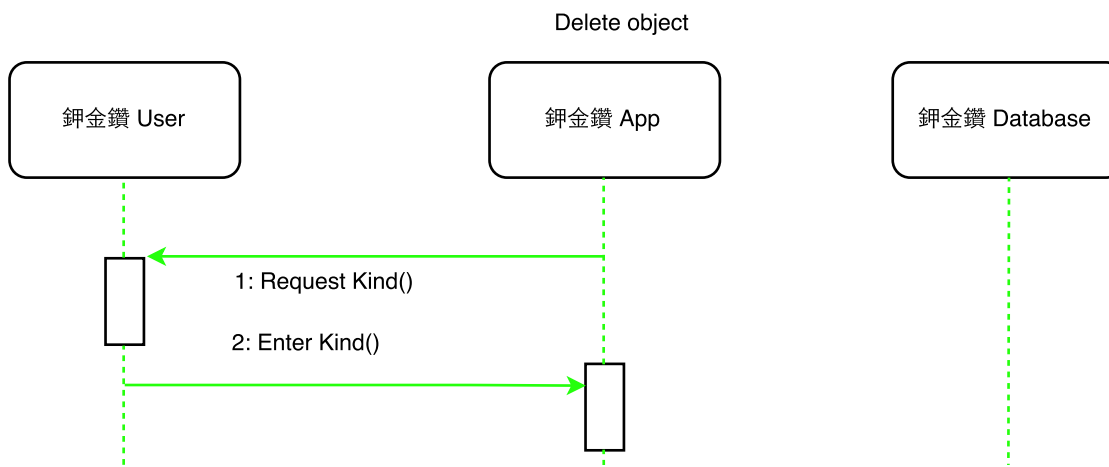 Delete object
鉀金鑽 User
鉀金鑽 App
鉀金鑽 Database
1: Request Kind()
2: Enter Kind()